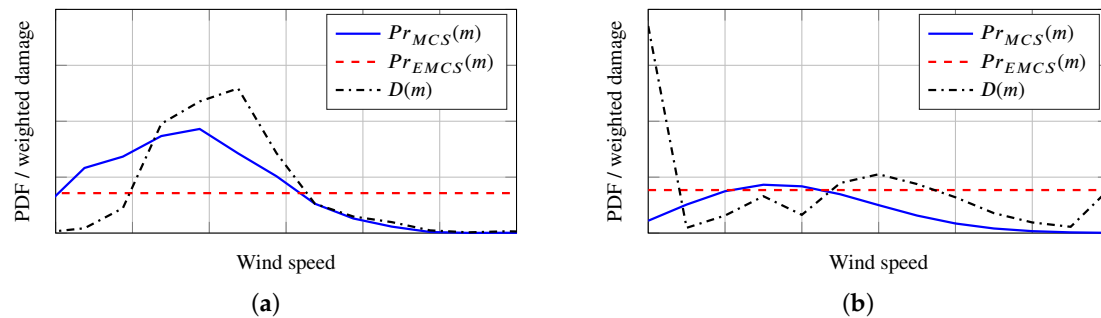 PDF / weighted damage
Pr_MCS(m)
Pr_EMCS(m)
D(m)
Wind speed
(a)
PDF / weighted damage
Pr_MCS(m)
Pr_EMCS(m)
D(m)
Wind speed
(b)